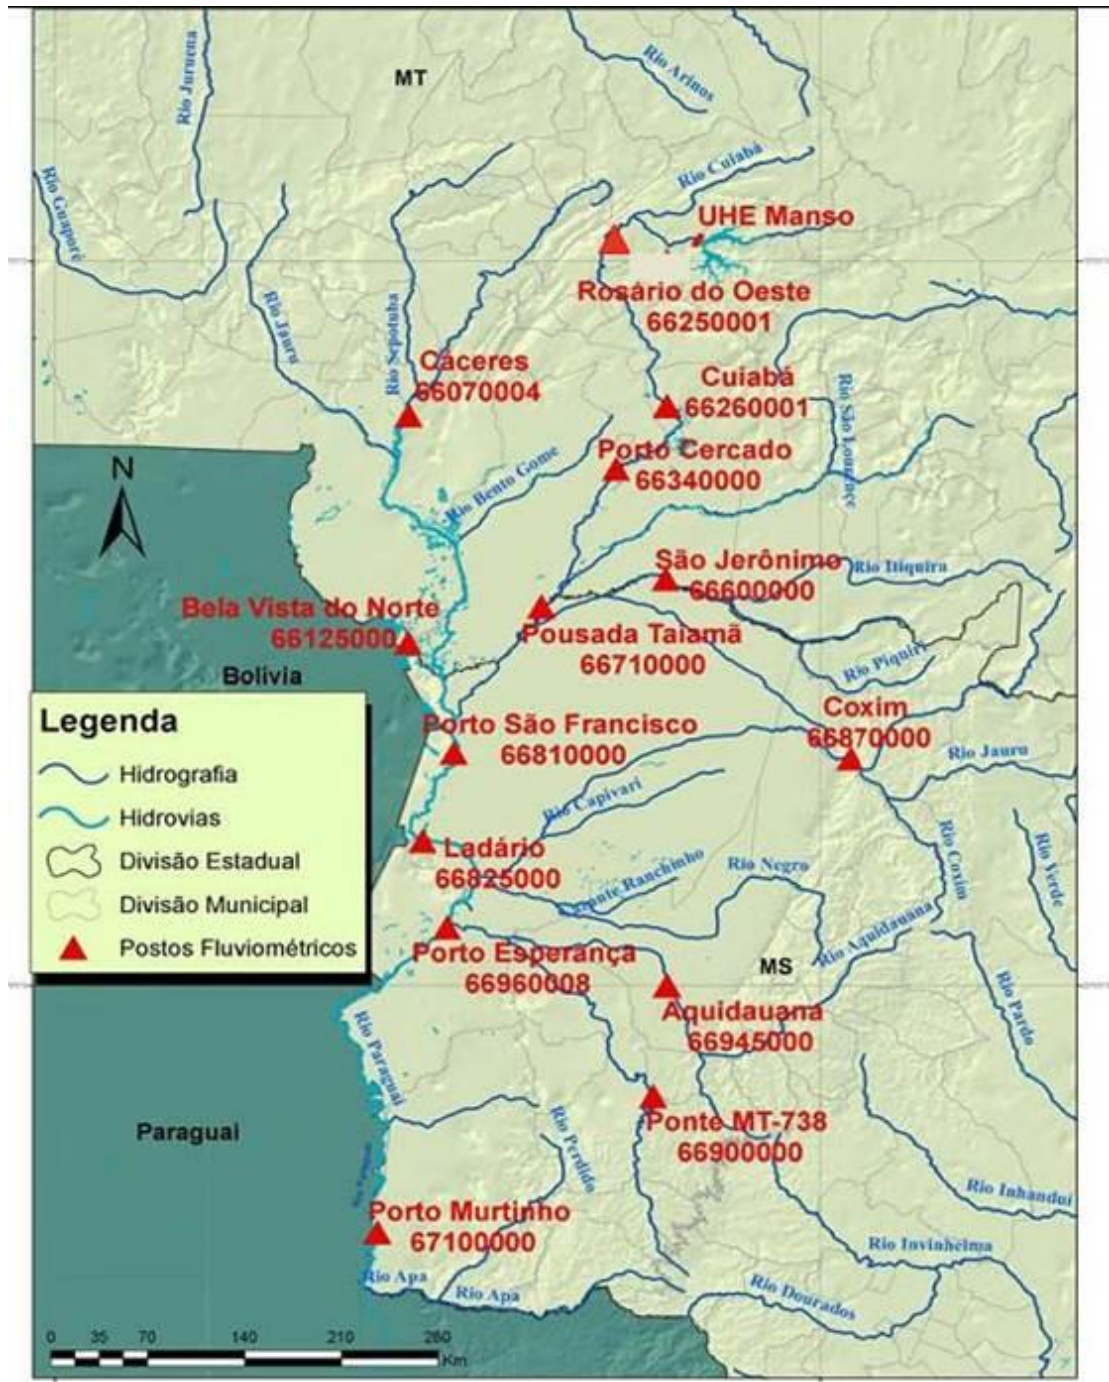 MT
Rio Juruena
Rio Arinos
Rio Guaporé
Rio Cuiabá
UHE Manso
Rosário do Oeste
66250001
Rio Jauru
Rio Sepotuba
Cáceres
66070004
Cuiabá
66260001
Rio São Lourenço
Porto Cercado
66340000
Rio Bento Gome
N
São Jerônimo
66600000
Rio Itiquira
Bela Vista do Norte
66125000
Pousada Taiamã
66710000
Rio Piquiri
Bolívia
Coxim
66870000
Porto São Francisco
66810000
Rio Jauru
Rio Capivari
Legenda
Hidrografia
Hidrovias
Divisão Estadual
Divisão Municipal
Postos Fluviométricos
Ladário
66825000
Ranchinho
Rio Negro
Rio Coxim
Rio Verde
Rio Aquidauana
Porto Esperança
66960008
MS
Aquidauana
66945000
Rio Pardo
Rio Paraguai
Ponte MT-738
66900000
Paraguai
Rio Perdido
Rio Inhanduí
Porto Murtinho
67100000
Rio Invinheima
Rio Apa
Rio Apa
Rio Dourados
0 35 70 140 210 280
Km